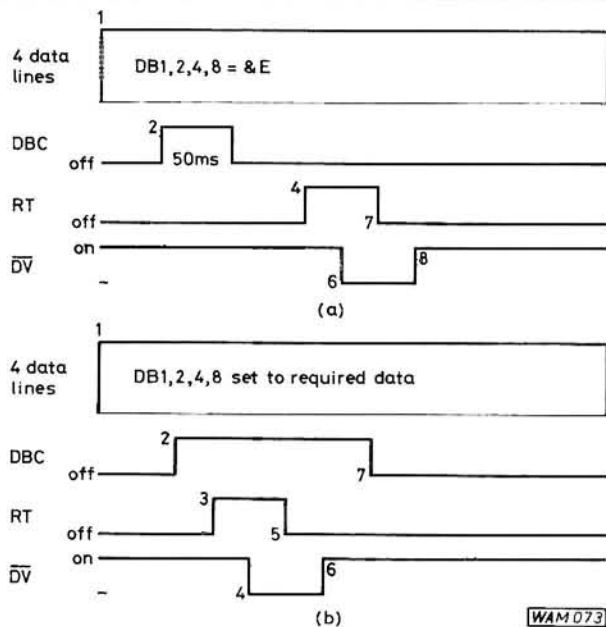 1
4 data
lines
DB1,2,4,8 = &E
DBC
off
2
50ms
RT
off
4
7
DV
on
~
6
8
(a)
1
4 data
lines
DB1,2,4,8 set to required data
DBC
off
2
7
RT
off
3
5
DV
on
~
4
6
(b)
WAM 073